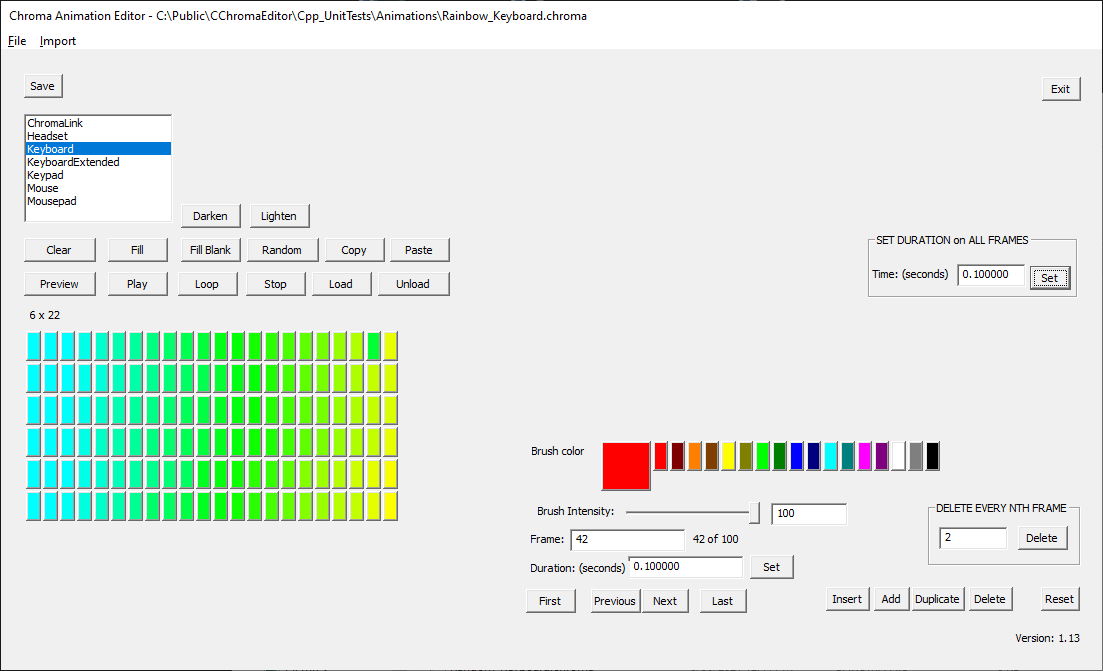 Chroma Animation Editor - C:\Public\CChromaEditor\Cpp_UnitTests\Animations\Rainbow_Keyboard.chroma
File Import
Save
Exit
ChromaLink
Headset
Keyboard
KeyboardExtended
Keypad
Mouse
Mousepad
Darken Lighten
Clear Fill Fill Blank Random Copy Paste
SET DURATION on ALL FRAMES
Time: (seconds) 0.100000 Set
Preview Play Loop Stop Load Unload
6 x 22
Brush color
Brush Intensity: 100
DELETE EVERY NTH FRAME
Frame: 42 42 of 100
2 Delete
Duration: (seconds) 0.100000 Set
First Previous Next Last
Insert Add Duplicate Delete Reset
Version: 1.13